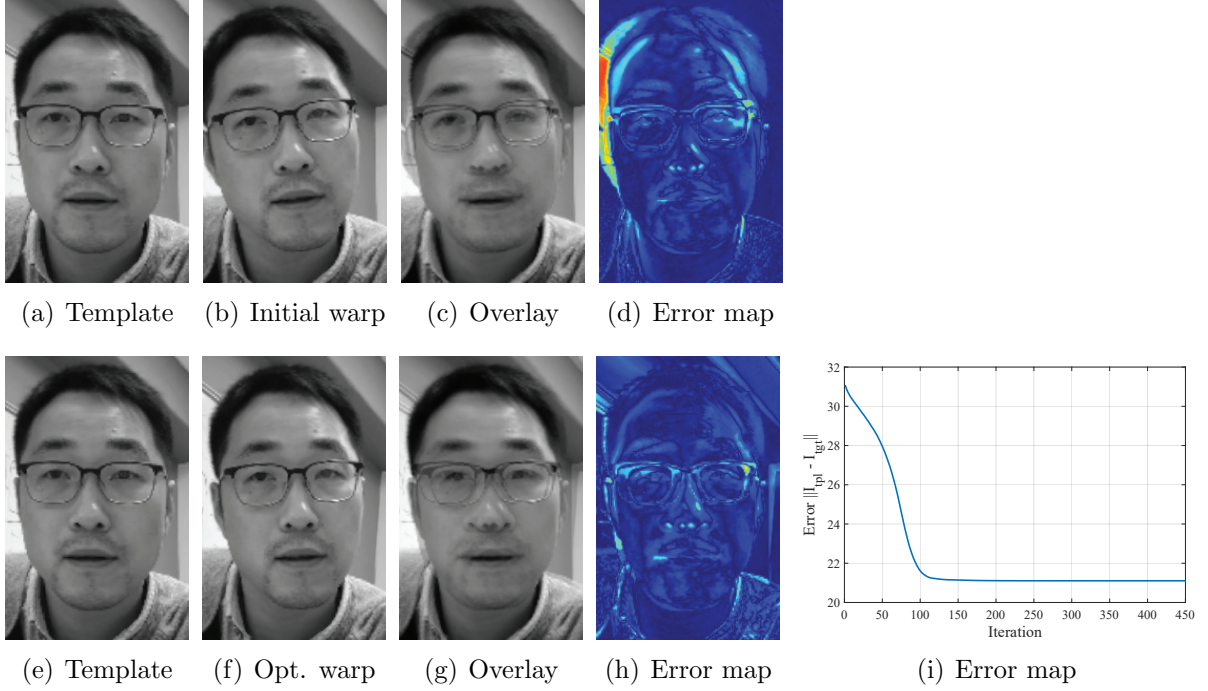 (a) Template
(b) Initial warp
(c) Overlay
(d) Error map
32
30
28
26
24
22
20
Error ||I_tpl - I_tgt||
0 50 100 150 200 250 300 350 400 450
Iteration
(e) Template
(f) Opt. warp
(g) Overlay
(h) Error map
(i) Error map